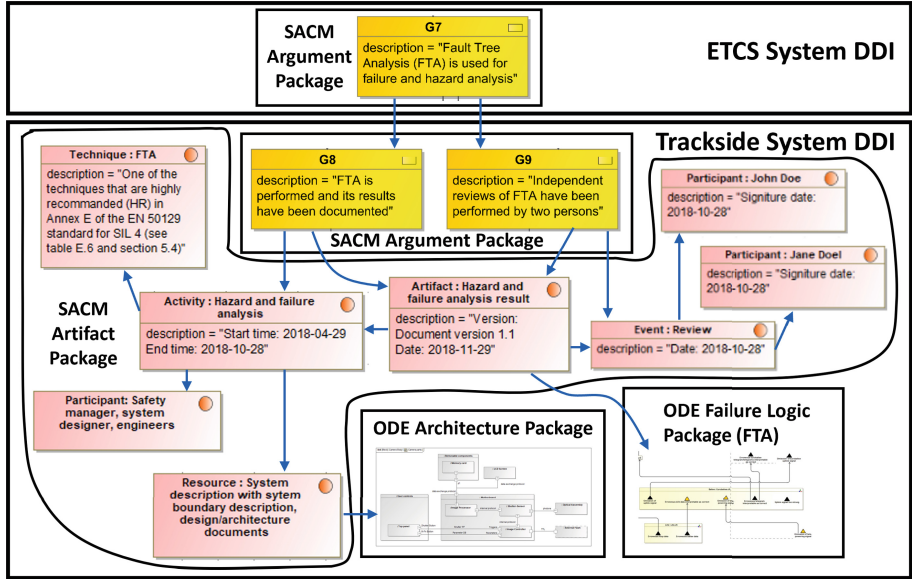 SACM
Argument
Package
G7
description = "Fault Tree
Analysis (FTA) is used for
failure and hazard analysis"
ETCS System DDI
Trackside System DDI
Technique : FTA
description = "One of the
techniques that are highly
recommanded (HR) in
Annex E of the EN 50129
standard for SIL 4 (see
table E.6 and section 5.4)"
G8
description = "FTA is
performed and its results
have been documented"
G9
description = "Independent
reviews of FTA have been
performed by two persons"
SACM Argument Package
Participant : John Doe
description = "Signiture date:
2018-10-28"
Participant : Jane Doel
description = "Signiture date:
2018-10-28"
SACM
Artifact
Package
Activity : Hazard and failure
analysis
description = "Start time: 2018-04-29
End time: 2018-10-28"
Artifact : Hazard and
failure analysis result
description = "Version:
Document version 1.1
Date: 2018-11-29"
Event : Review
description = "Date: 2018-10-28"
Participant: Safety
manager, system
designer, engineers
Resource : System
description with sytem
boundary description,
design/architecture
documents
ODE Architecture Package
ODE Failure Logic
Package (FTA)